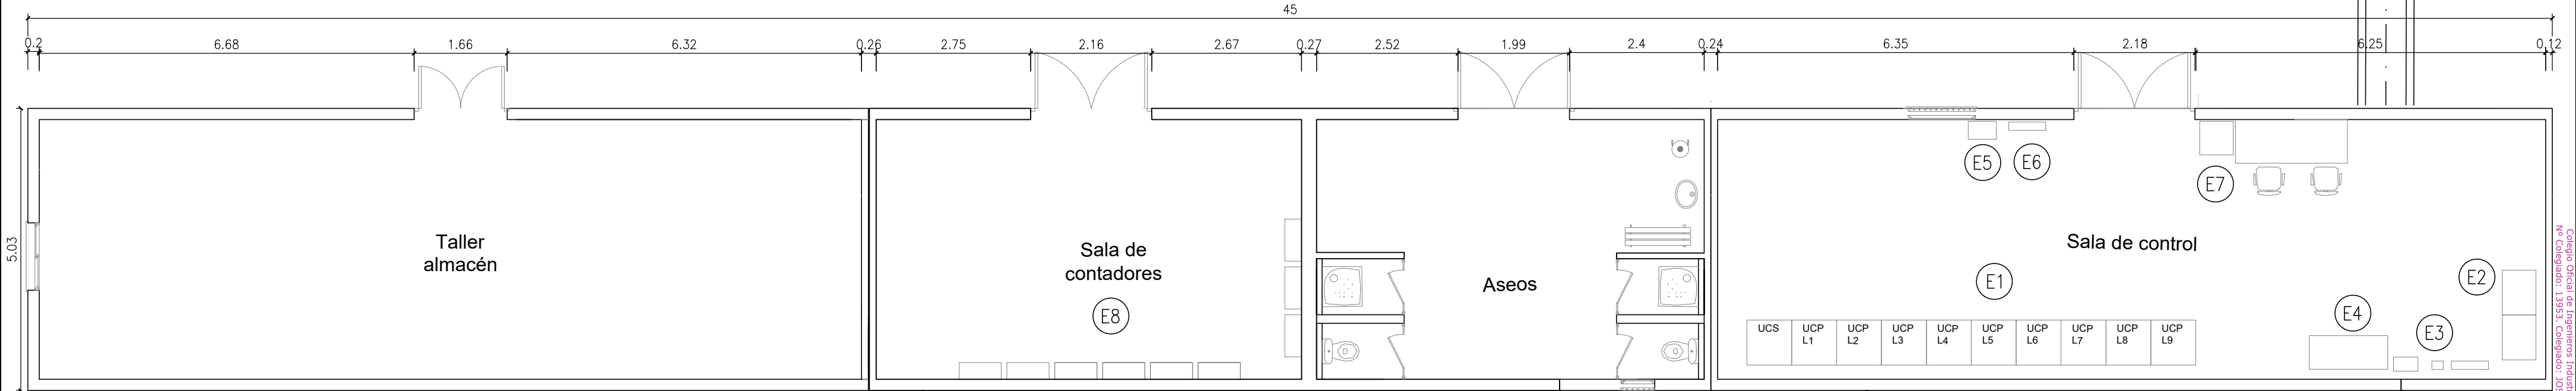 45
0.2
6.68
1.66
6.32
0.26
2.75
2.16
2.67
0.27
2.52
1.99
2.4
0.24
6.35
2.18
6.25
0.12
5.03
Taller
almacén
Sala de
contadores
E8
Aseos
E5
E6
E7
Sala de control
E1
E2
E4
E3
UCS
UCP
L1
UCP
L2
UCP
L3
UCP
L4
UCP
L5
UCP
L6
UCP
L7
UCP
L8
UCP
L9
Colegio Oficial de Ingenieros
Nº Colegiado: 13953. Colegiado: